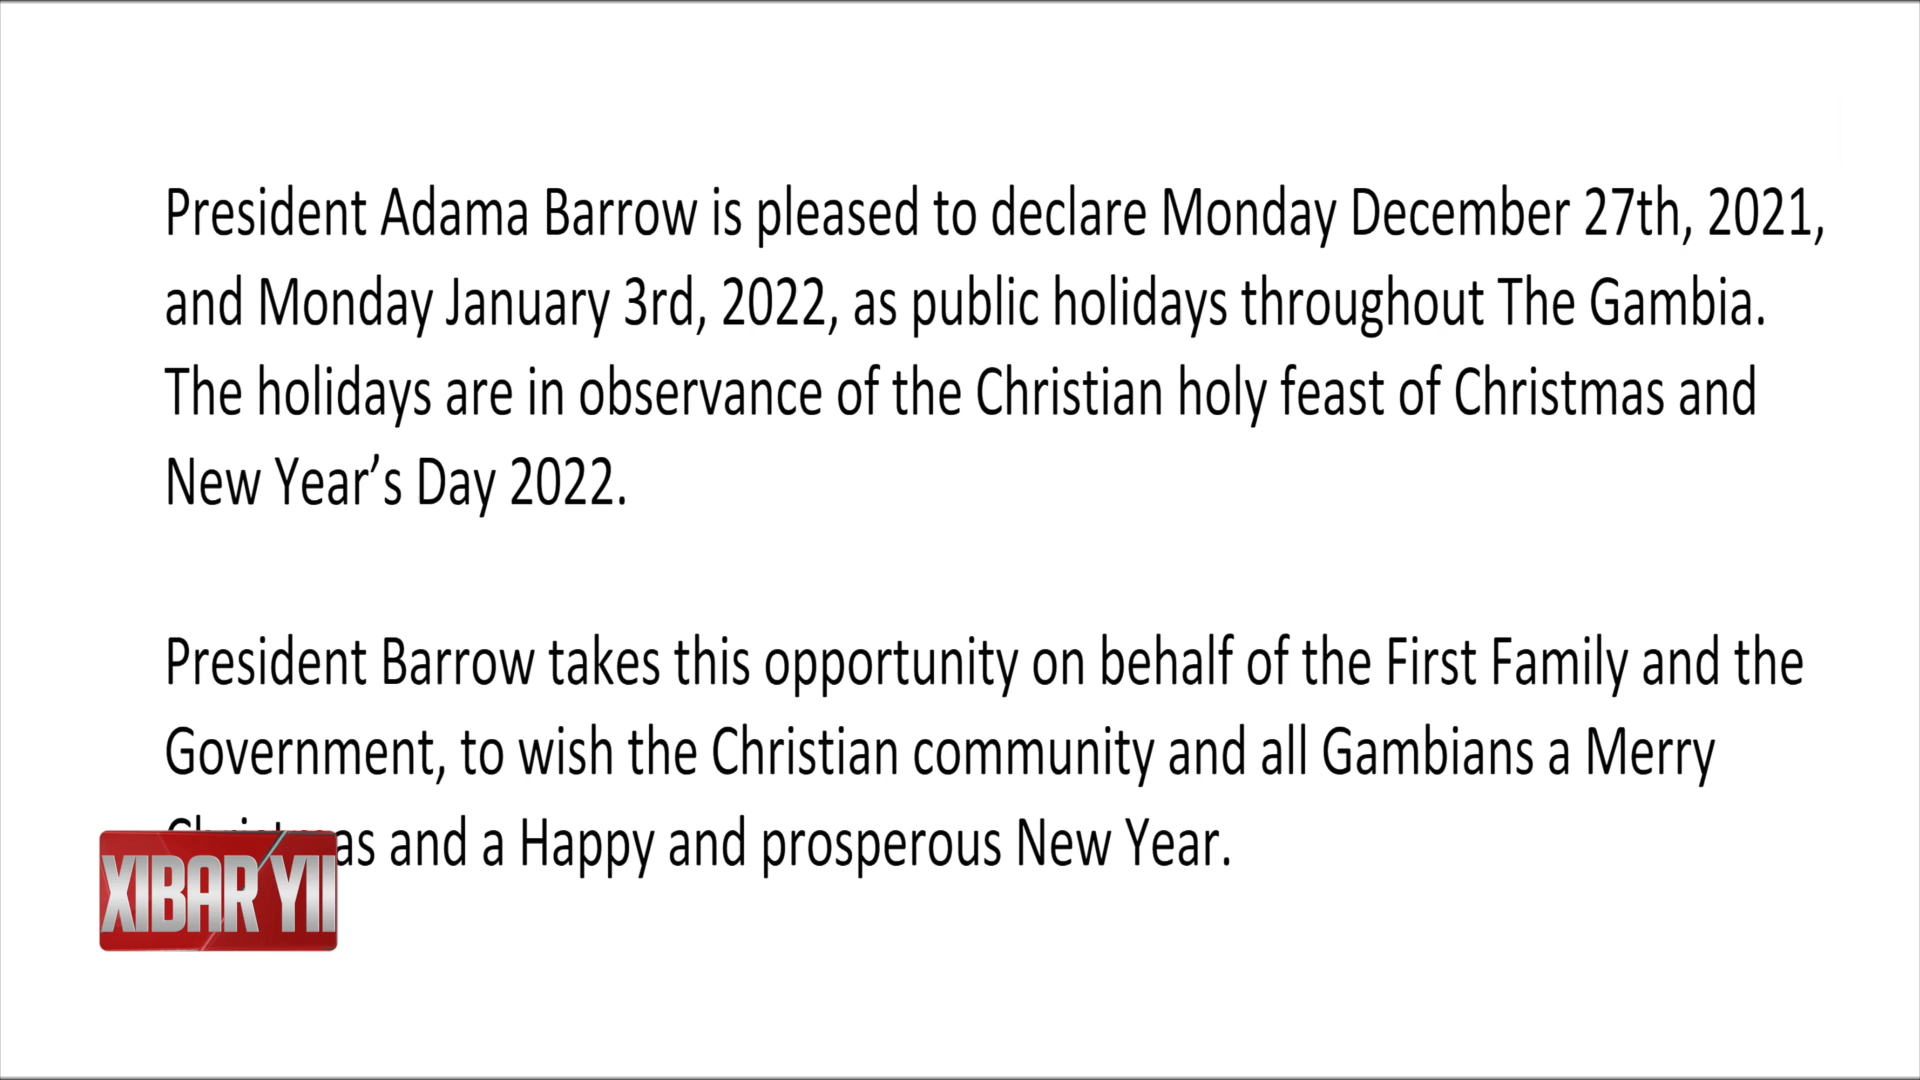 President Adama Barrow is pleased to declare Monday December 27th, 2021,
and Monday January 3rd, 2022, as public holidays throughout The Gambia.
The holidays are in observance of the Christian holy feast of Christmas and
New Year’s Day 2022.
President Barrow takes this opportunity on behalf of the First Family and the
Government, to wish the Christian community and all Gambians a Merry
Christmas and a Happy and prosperous New Year.
XIBAR YII